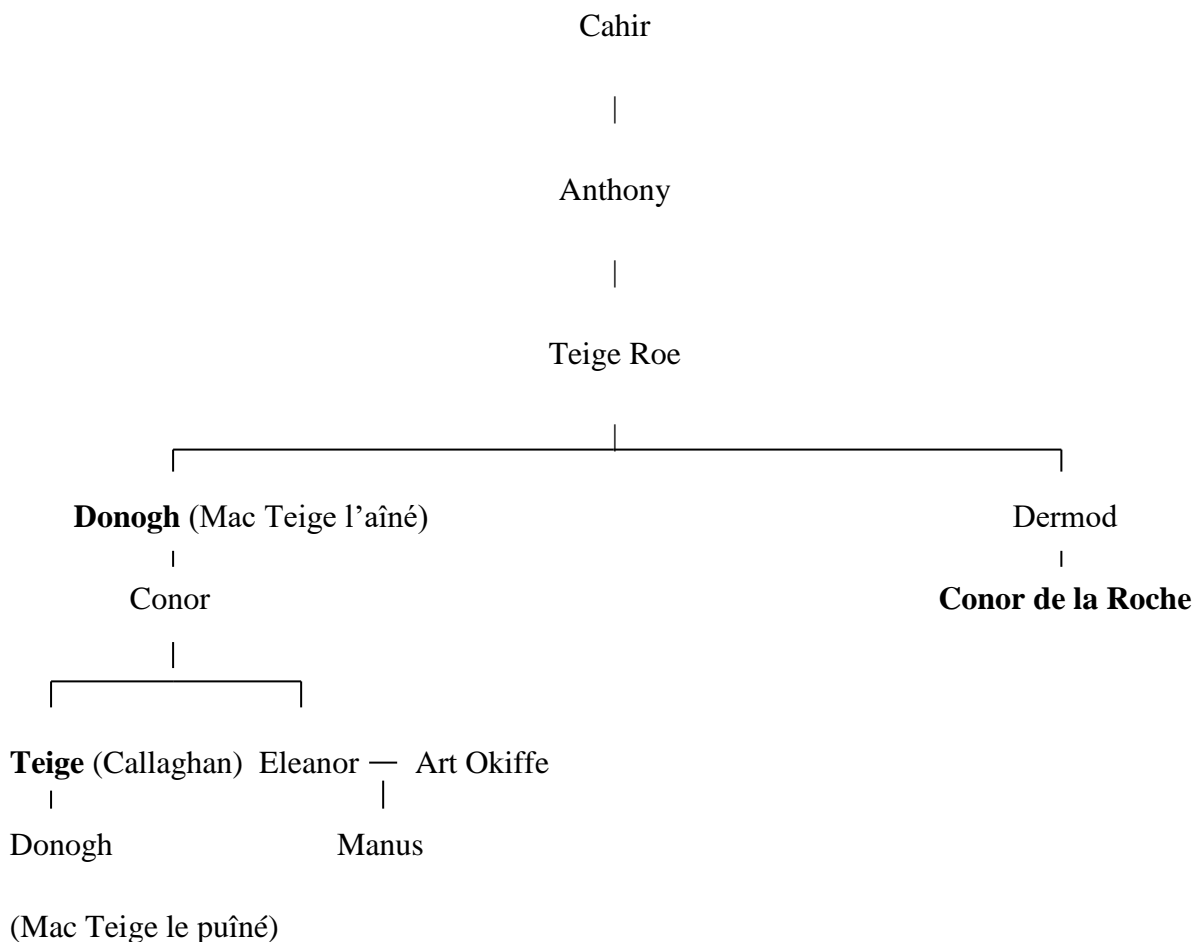 Cahir
Anthony
Teige Roe
Donogh (Mac Teige l’aîné) Dermod
Conor Conor de la Roche
Teige (Callaghan) Eleanor — Art Okiffe
Donogh Manus
(Mac Teige le puîné)